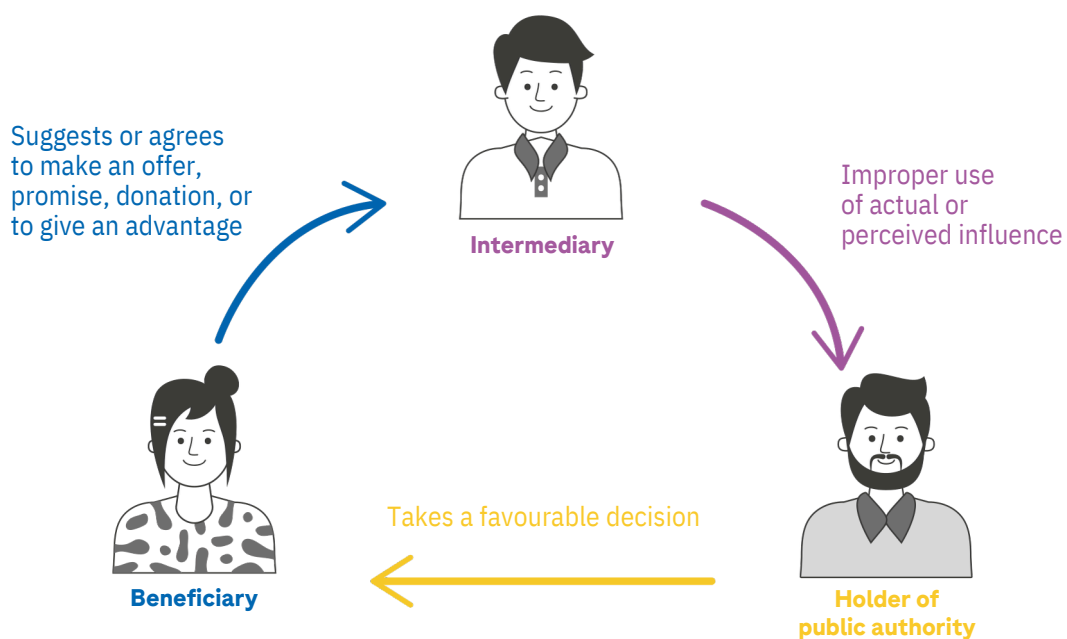 Suggests or agrees
to make an offer,
promise, donation, or
to give an advantage
Intermediary
Improper use
of actual or
perceived influence
Beneficiary
Takes a favourable decision
Holder of
public authority